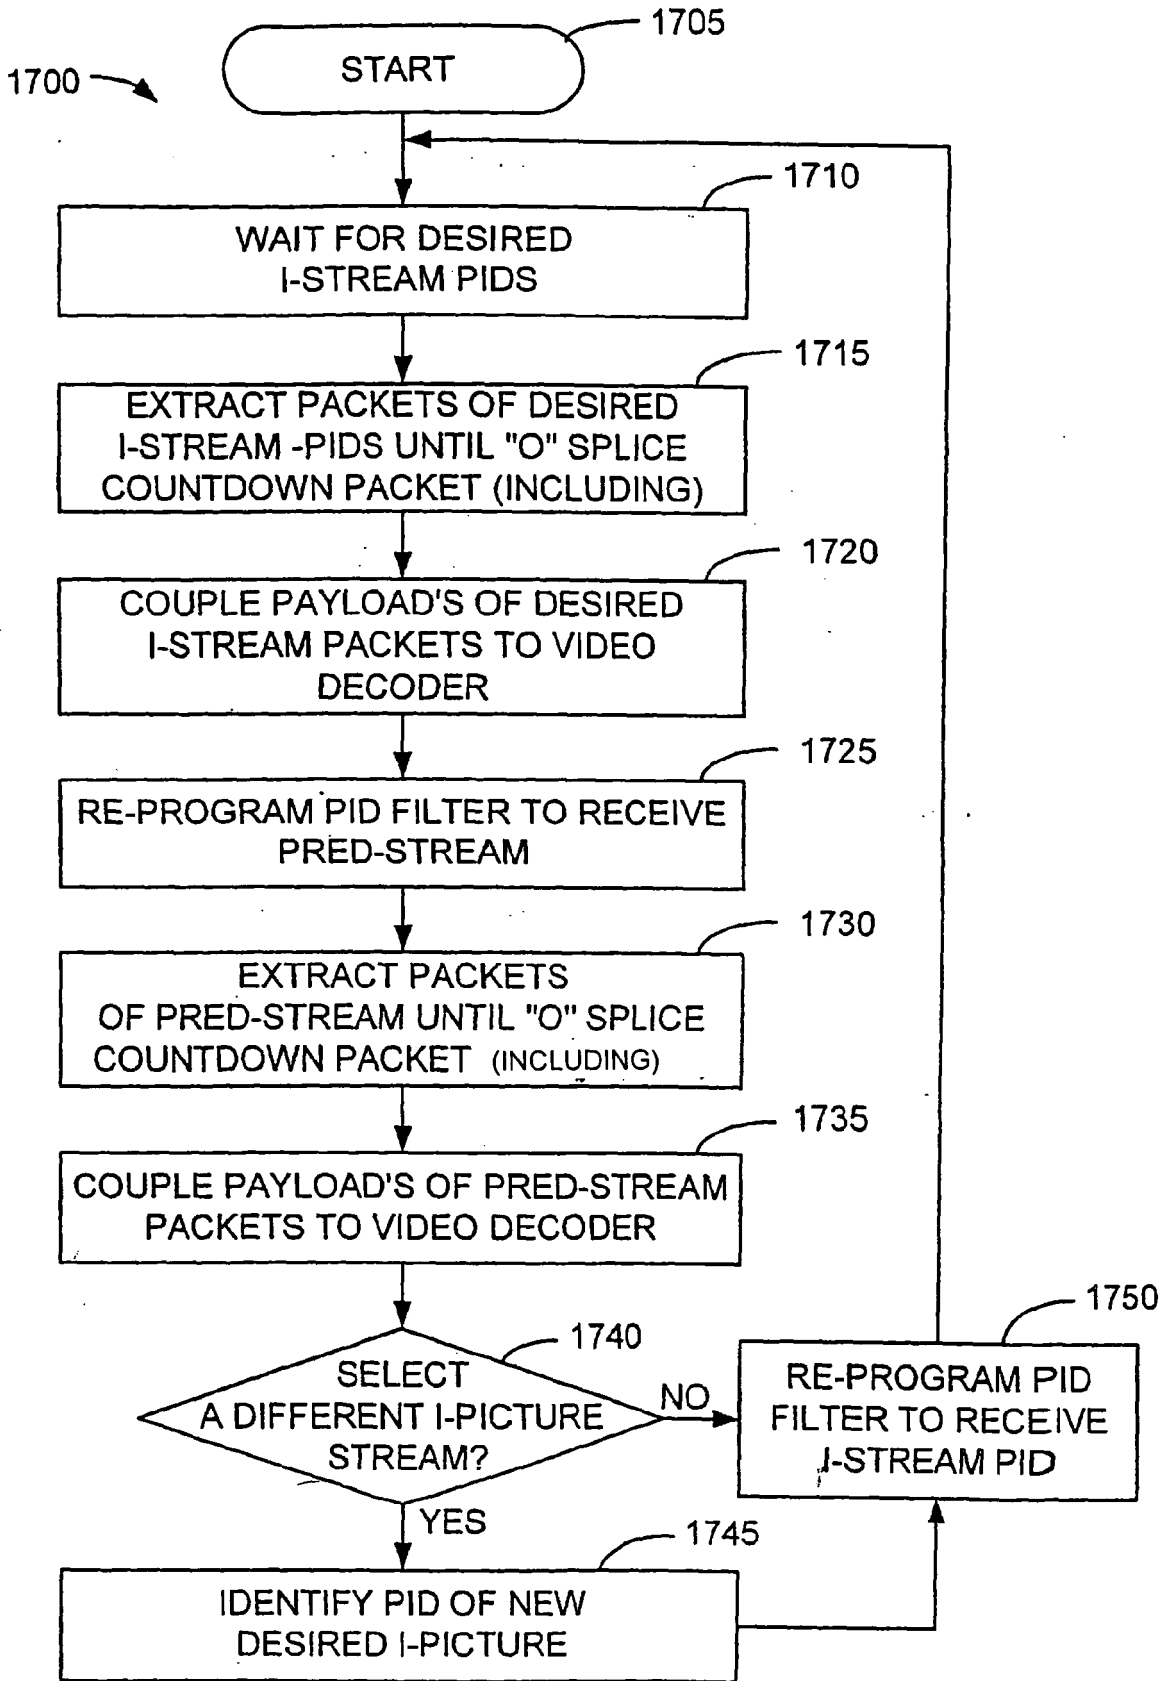 1700
START
1705
WAIT FOR DESIRED
I-STREAM PIDS
1710
EXTRACT PACKETS OF DESIRED
I-STREAM -PIDS UNTIL "O" SPLICE
COUNTDOWN PACKET (INCLUDING)
1715
COUPLE PAYLOAD'S OF DESIRED
I-STREAM PACKETS TO VIDEO
DECODER
1720
RE-PROGRAM PID FILTER TO RECEIVE
PRED-STREAM
1725
EXTRACT PACKETS
OF PRED-STREAM UNTIL "O" SPLICE
COUNTDOWN PACKET (INCLUDING)
1730
COUPLE PAYLOAD'S OF PRED-STREAM
PACKETS TO VIDEO DECODER
1735
SELECT
A DIFFERENT I-PICTURE
STREAM?
1740
NO
YES
RE-PROGRAM PID
FILTER TO RECEIVE
I-STREAM PID
1750
IDENTIFY PID OF NEW
DESIRED I-PICTURE
1745